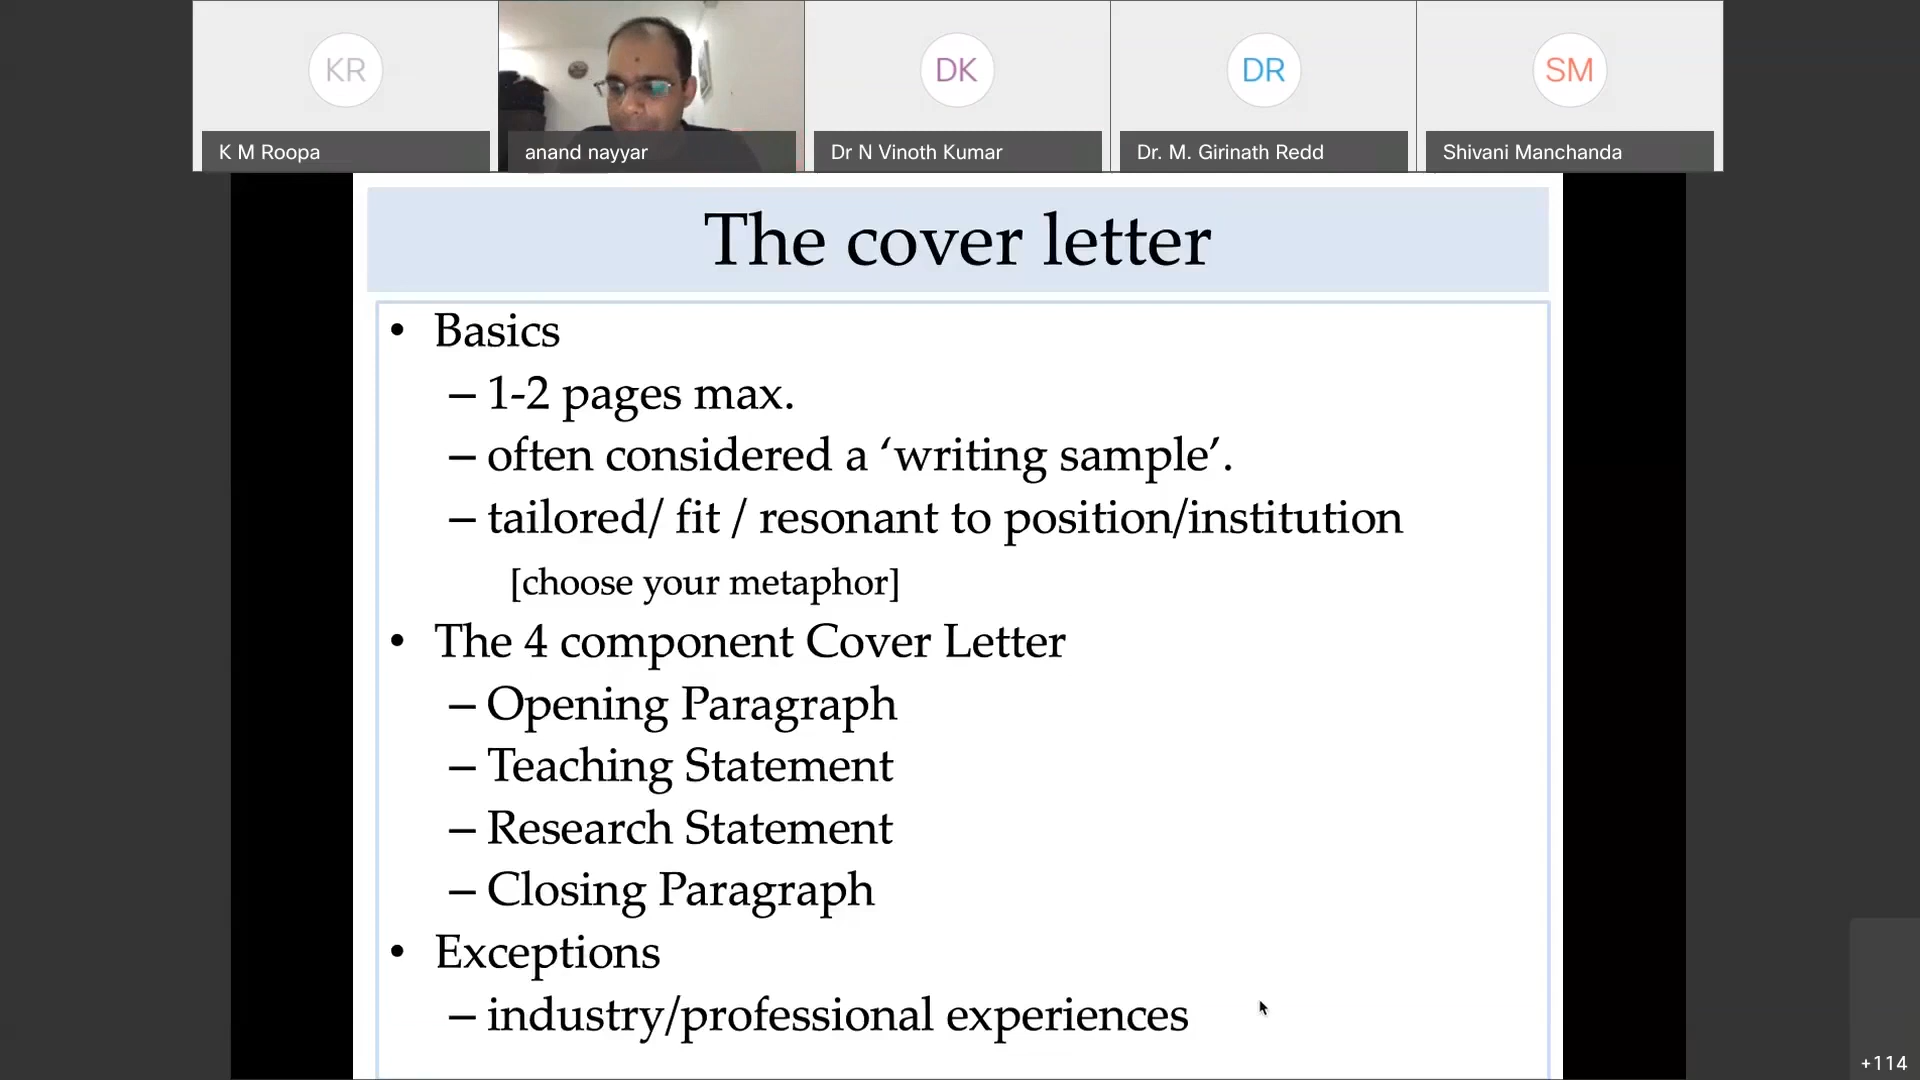 KR
DK
DR
SM
K M Roopa
anand nayyar
Dr N Vinoth Kumar
Dr. M. Girinath Redd
Shivani Manchanda
The cover letter
• Basics
– 1-2 pages max.
– often considered a ‘writing sample’.
– tailored/ fit / resonant to position/institution
[choose your metaphor]
• The 4 component Cover Letter
– Opening Paragraph
– Teaching Statement
– Research Statement
– Closing Paragraph
• Exceptions
– industry/professional experiences
+114